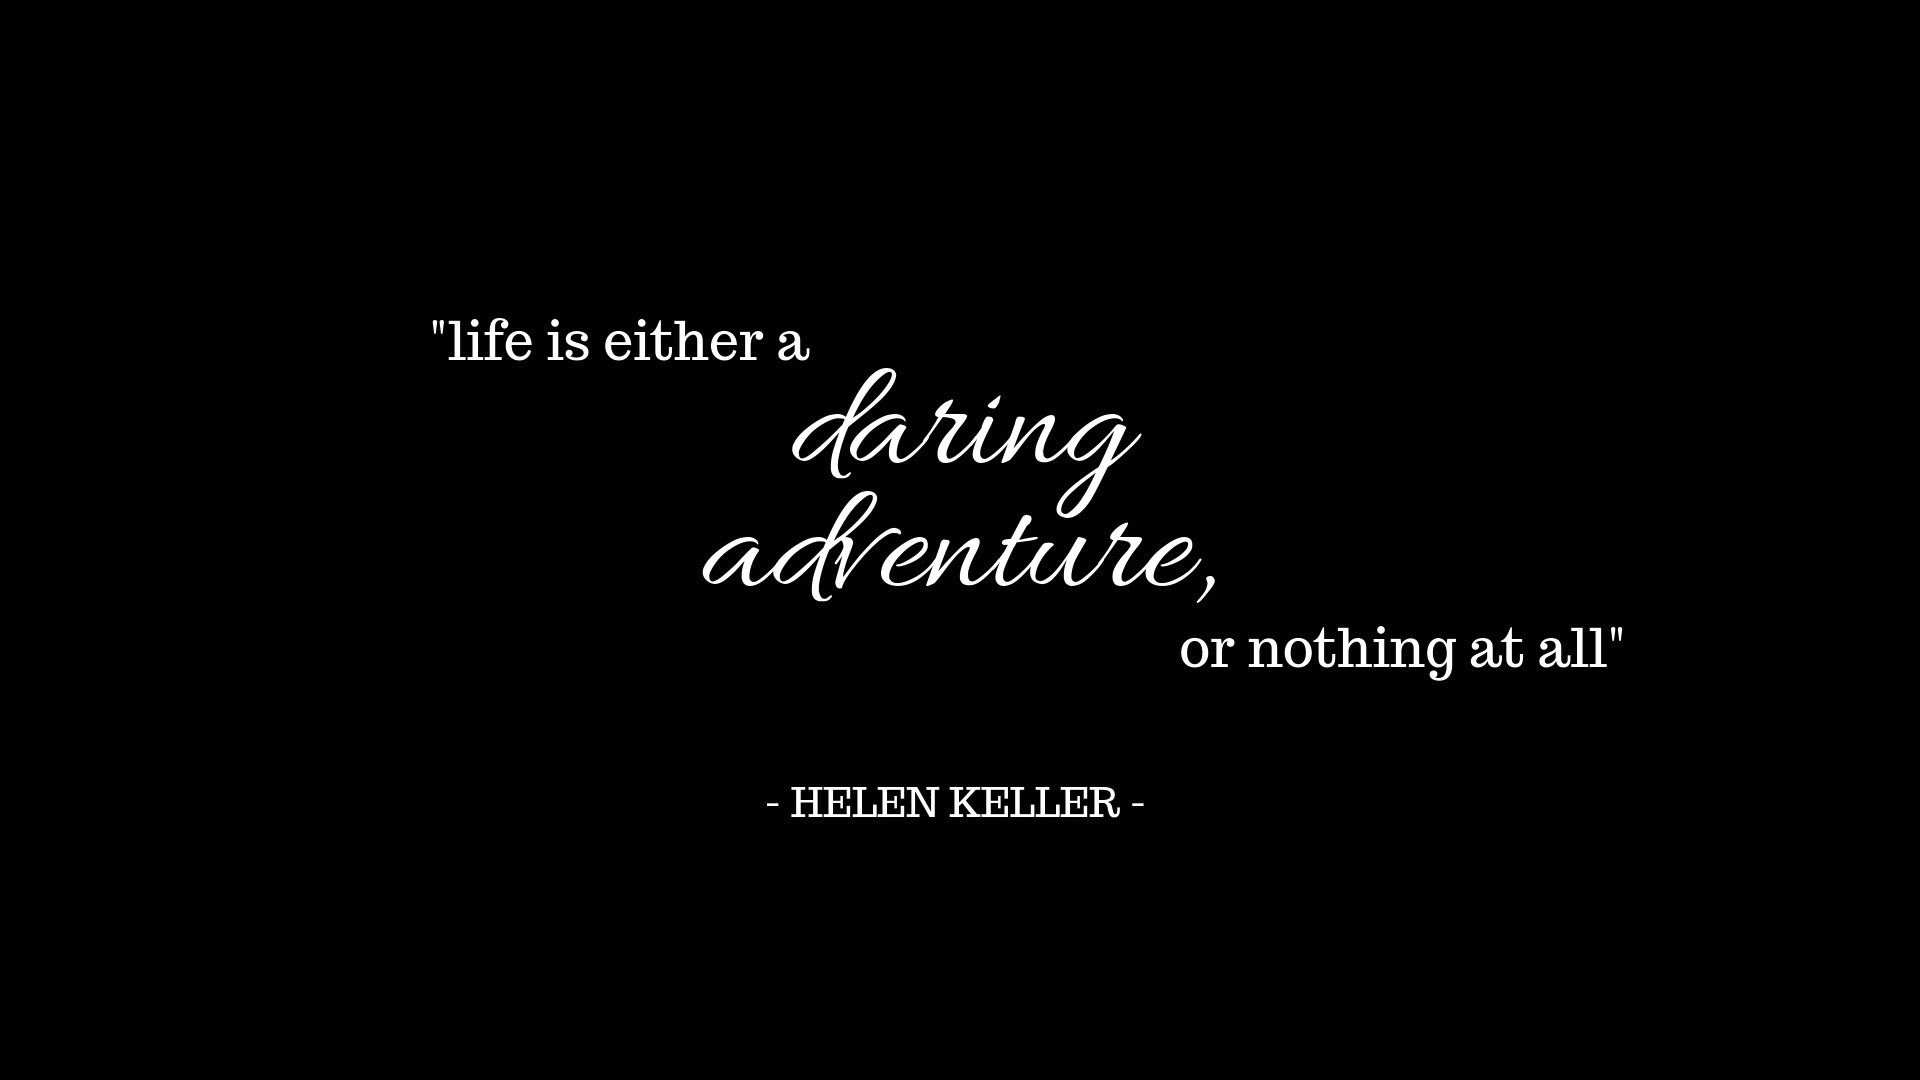 "life is either a
daring
adventure,
or nothing at all"
- HELEN KELLER -